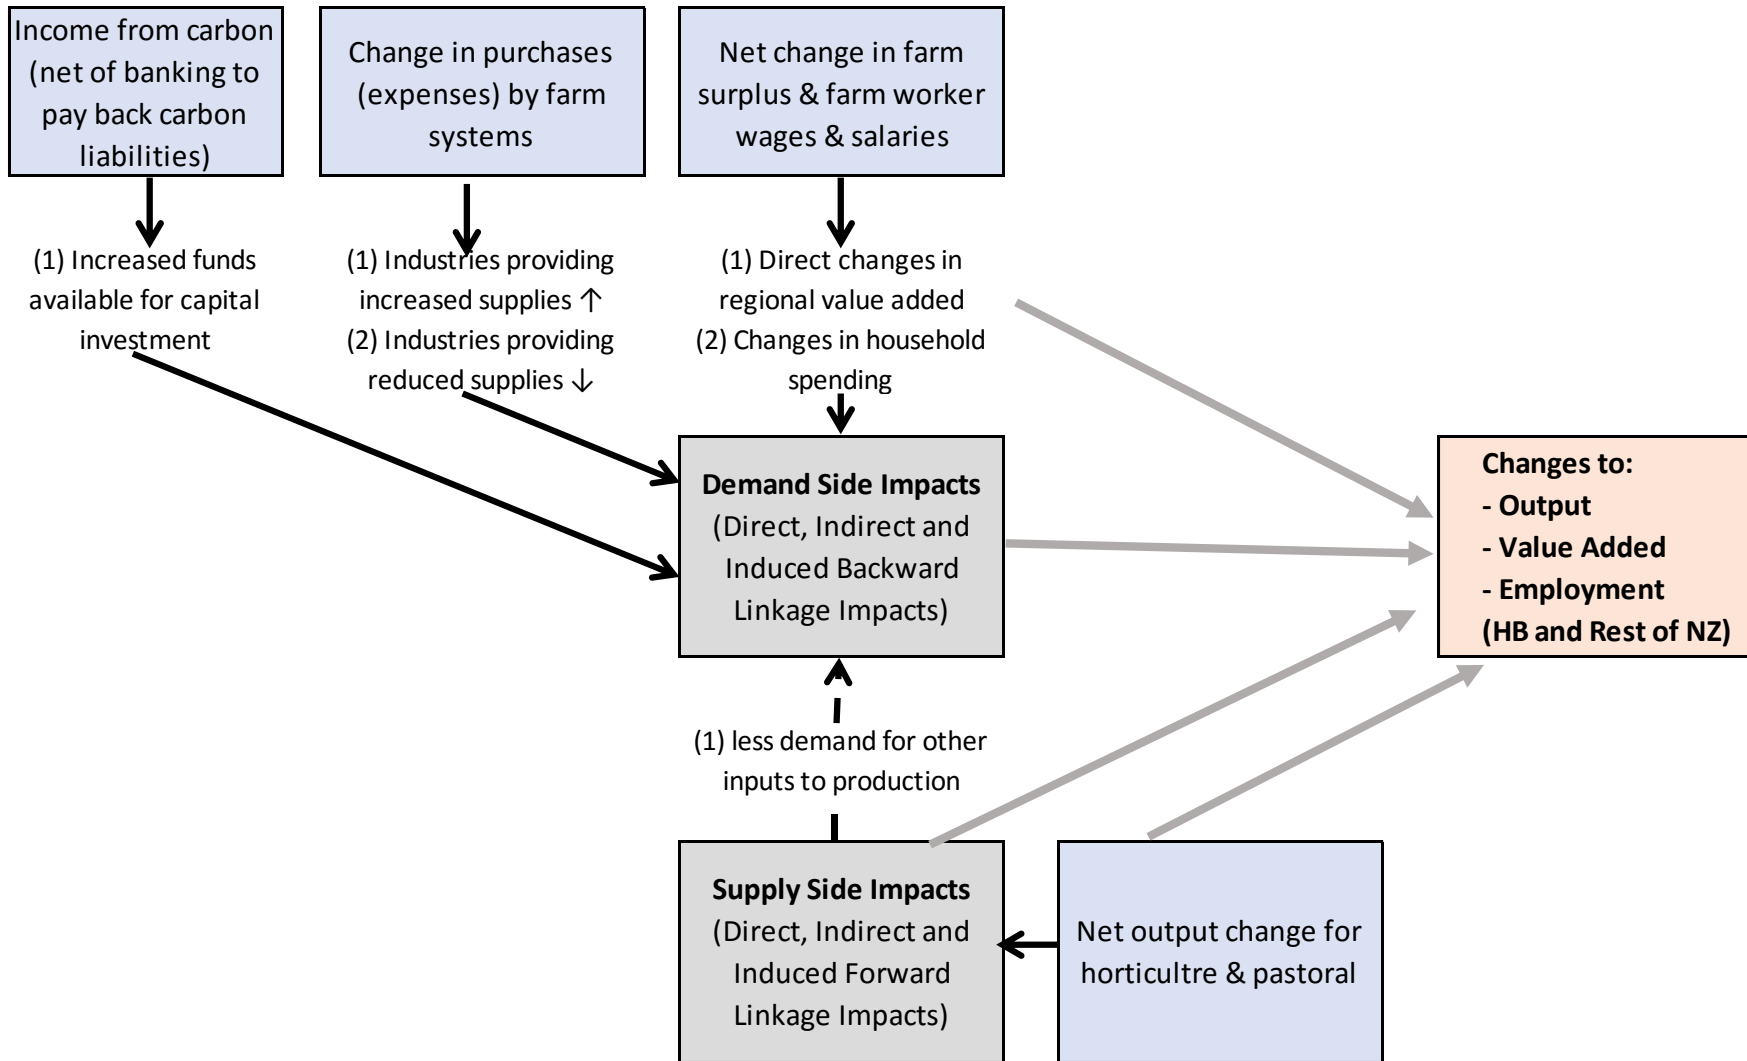 Income from carbon
(net of banking to
pay back carbon
liabilities)
Change in purchases
(expenses) by farm
systems
Net change in farm
surplus & farm worker
wages & salaries
(1) Increased funds
available for capital
investment
(1) Industries providing
increased supplies ↑
(2) Industries providing
reduced supplies ↓
(1) Direct changes in
regional value added
(2) Changes in household
spending
Demand Side Impacts
(Direct, Indirect and
Induced Backward
Linkage Impacts)
Changes to:
- Output
- Value Added
- Employment
(HB and Rest of NZ)
(1) less demand for other
inputs to production
Supply Side Impacts
(Direct, Indirect and
Induced Forward
Linkage Impacts)
Net output change for
horticultre & pastoral